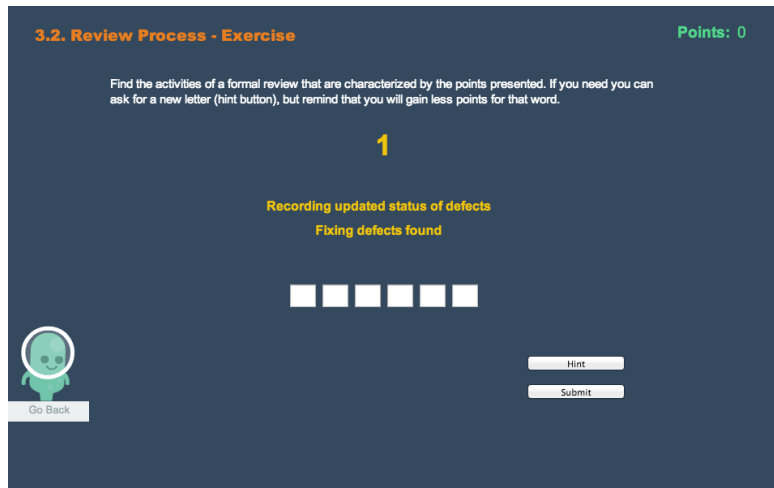 3.2. Review Process - Exercise
Points: 0
Find the activities of a formal review that are characterized by the points presented. If you need you can
ask for a new letter (hint button), but remind that you will gain less points for that word.
1
Recording updated status of defects
Fixing defects found
Hint
Submit
Go Back